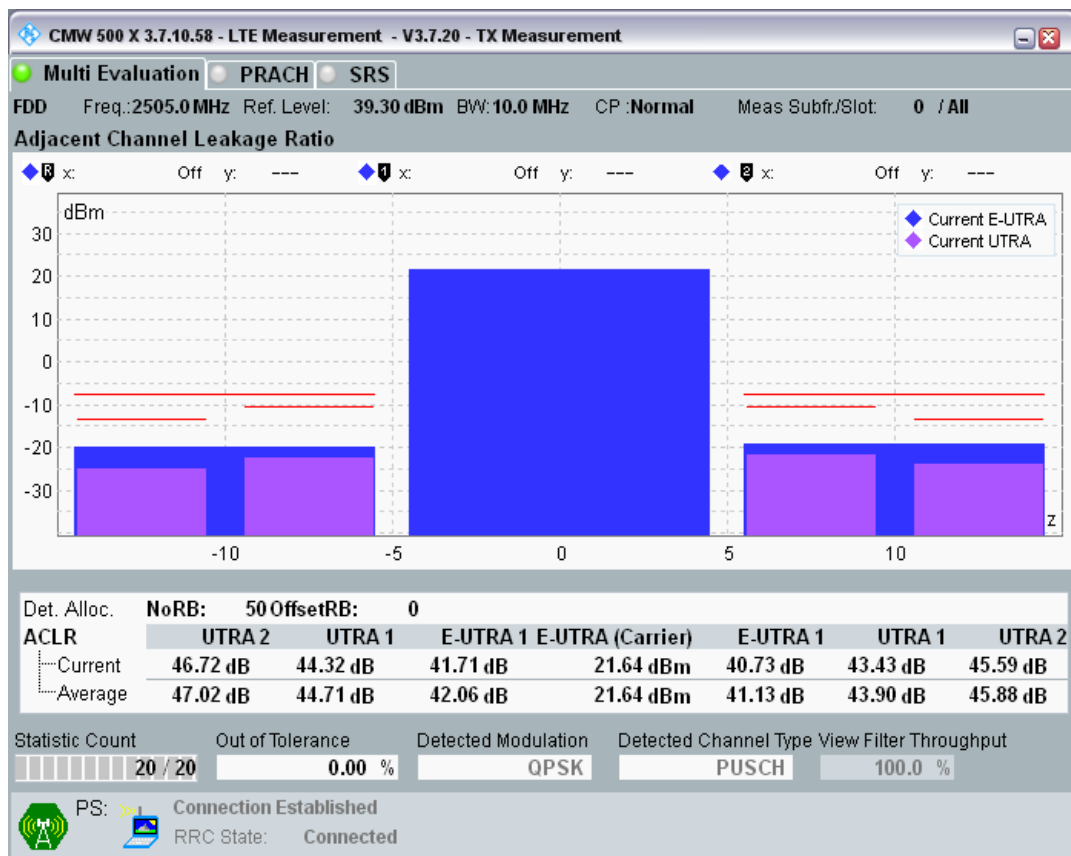 CMW 500 X 3.7.10.58 - LTE Measurement - V3.7.20 - TX Measurement
Multi Evaluation PRACH SRS
FDD Freq.:2505.0 MHz Ref. Level: 39.30 dBm BW:10.0 MHz CP :Normal Meas Subfr./Slot: 0 / All
Adjacent Channel Leakage Ratio
R x: Off y: --- 1 x: Off y: --- 2 x: Off y: ---
dBm
Current E-UTRA
Current UTRA
30
20
10
0
-10
-20
-30
z
-10 -5 0 5 10
Det. Alloc. NoRB: 50 OffsetRB: 0
ACLR UTRA 2 UTRA 1 E-UTRA 1 E-UTRA (Carrier) E-UTRA 1 UTRA 1 UTRA 2
Current 46.72 dB 44.32 dB 41.71 dB 21.64 dBm 40.73 dB 43.43 dB 45.59 dB
Average 47.02 dB 44.71 dB 42.06 dB 21.64 dBm 41.13 dB 43.90 dB 45.88 dB
Statistic Count Out of Tolerance Detected Modulation Detected Channel Type View Filter Throughput
20 / 20 0.00 % QPSK PUSCH 100.0 %
PS: Connection Established
RRC State: Connected